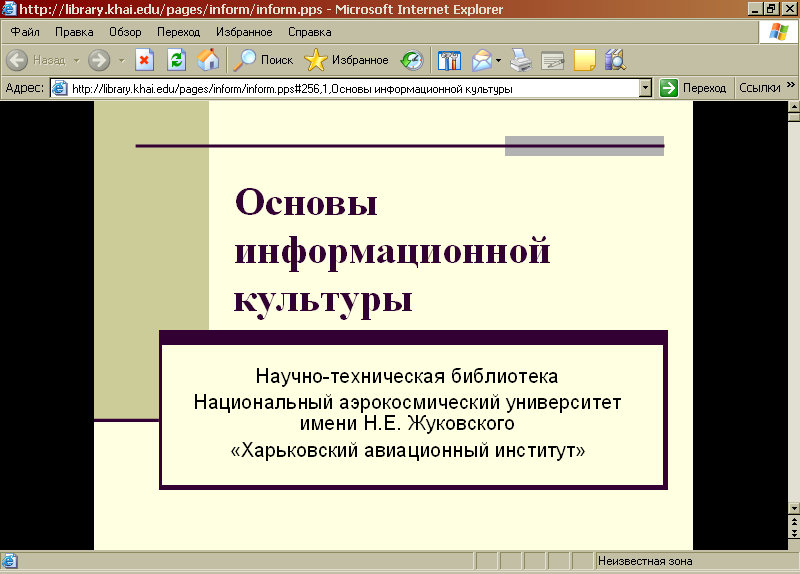 http://library.khai.edu/pages/inform/inform.pps - Microsoft Internet Explorer
Файл Правка Обзор Переход Избранное Справка
Назад Поиск Избранное
Адрес: http://library.khai.edu/pages/inform/inform.pps#256,1,Основы информационной культуры Переход Ссылки »
Основы
информационной
культуры
Научно-техническая библиотека
Национальный аэрокосмический университет
имени Н.Е. Жуковского
«Харьковский авиационный институт»
Неизвестная зона